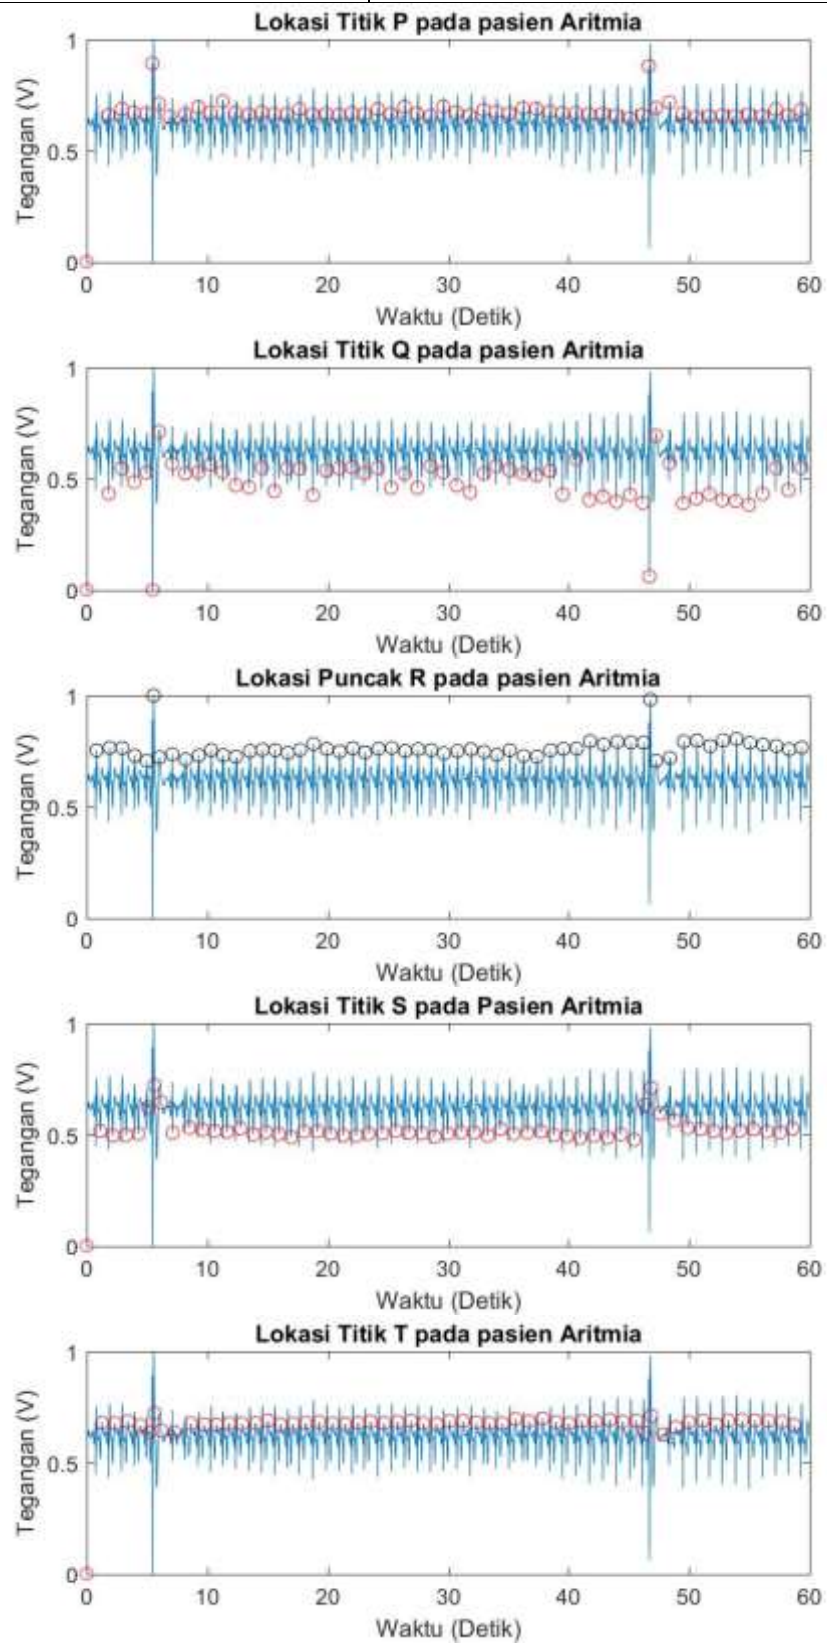 Lokasi Titik P pada pasien Aritmia
Tegangan (V)
1
0.5
0
0 10 20 30 40 50 60
Waktu (Detik)
Lokasi Titik Q pada pasien Aritmia
Tegangan (V)
1
0.5
0
0 10 20 30 40 50 60
Waktu (Detik)
Lokasi Puncak R pada pasien Aritmia
Tegangan (V)
1
0.5
0
0 10 20 30 40 50 60
Waktu (Detik)
Lokasi Titik S pada Pasien Aritmia
Tegangan (V)
1
0.5
0
0 10 20 30 40 50 60
Waktu (Detik)
Lokasi Titik T pada pasien Aritmia
Tegangan (V)
1
0.5
0
0 10 20 30 40 50 60
Waktu (Detik)